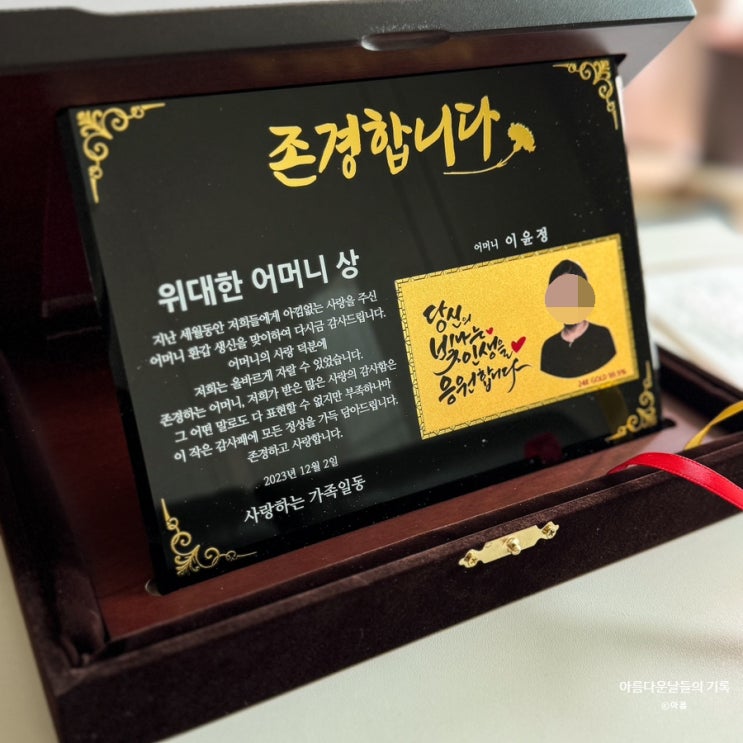 존경합니다
위대한 어머니 상
지난 세월동안 저희들에게 아낌없는 사랑을 주신
어머니 환갑 생신을 맞이하여 다시금 감사드립니다.
어머니의 사랑 덕분에
저희는 올바르게 자랄 수 있었습니다.
존경하는 어머니, 저희가 받은 많은 사랑의 감사함은
그 어떤 말로도 다 표현할 수 없지만 부족하나마
이 작은 감사패에 모든 정성을 가득 담아드립니다.
존경하고 사랑합니다.
2023년 12월 2일
사랑하는 가족일동
어머니 이윤정
당신의
빛나는
인생을
응원합니다
24K GOLD 99.9%
아름다운날들의 기록
©아름